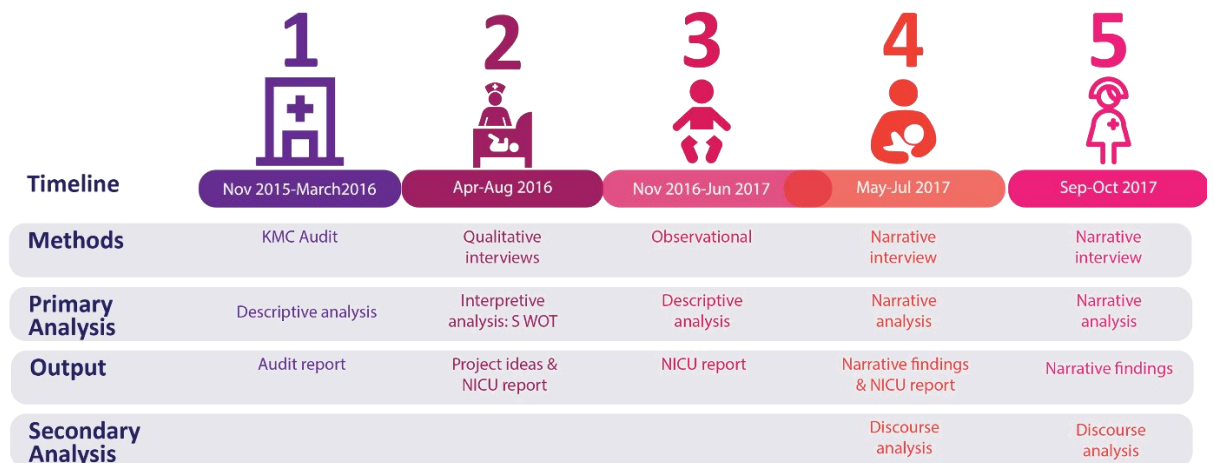 1 2 3 4 5
Timeline Nov 2015-March2016 Apr-Aug 2016 Nov 2016-Jun 2017 May-Jul 2017 Sep-Oct 2017
Methods KMC Audit Qualitative Observational Narrative Narrative
interviews interview interview
Primary Descriptive analysis Interpretive Descriptive Narrative Narrative
Analysis analysis: S WOT analysis analysis analysis
Output Audit report Project ideas & NICU report Narrative findings Narrative findings
NICU report & NICU report
Secondary Discourse Discourse
Analysis analysis analysis